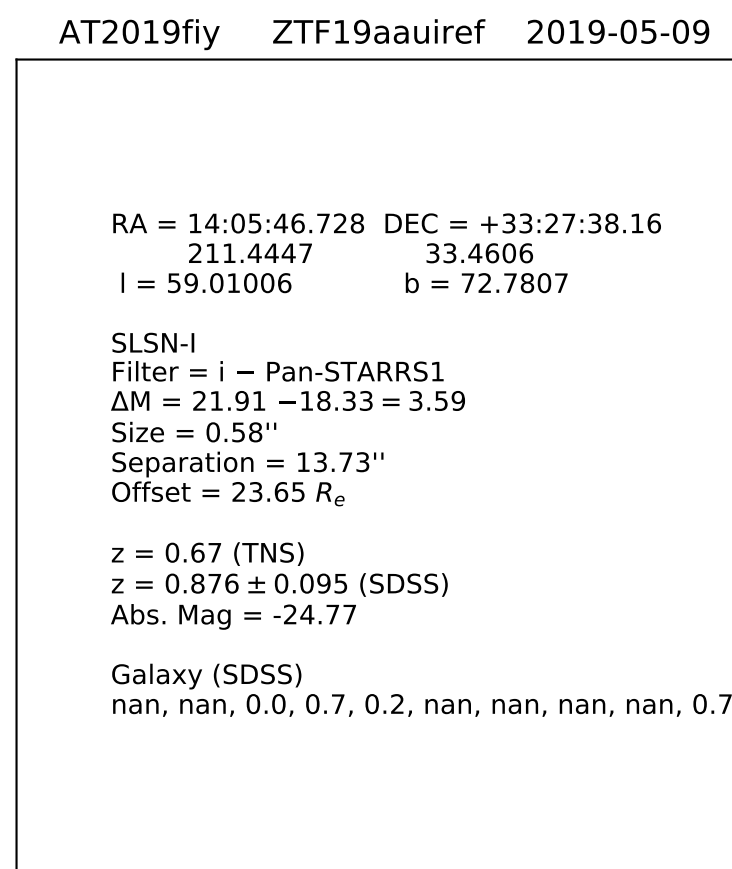 AT2019fiy ZTF19aauiref 2019-05-09
RA = 14:05:46.728 DEC = +33:27:38.16
211.4447 33.4606
l = 59.01006 b = 72.7807
SLSN-I
Filter = i − Pan-STARRS1
ΔM = 21.91 −18.33 = 3.59
Size = 0.58''
Separation = 13.73''
Offset = 23.65 Re
z = 0.67 (TNS)
z = 0.876 ± 0.095 (SDSS)
Abs. Mag = -24.77
Galaxy (SDSS)
nan, nan, 0.0, 0.7, 0.2, nan, nan, nan, nan, 0.7